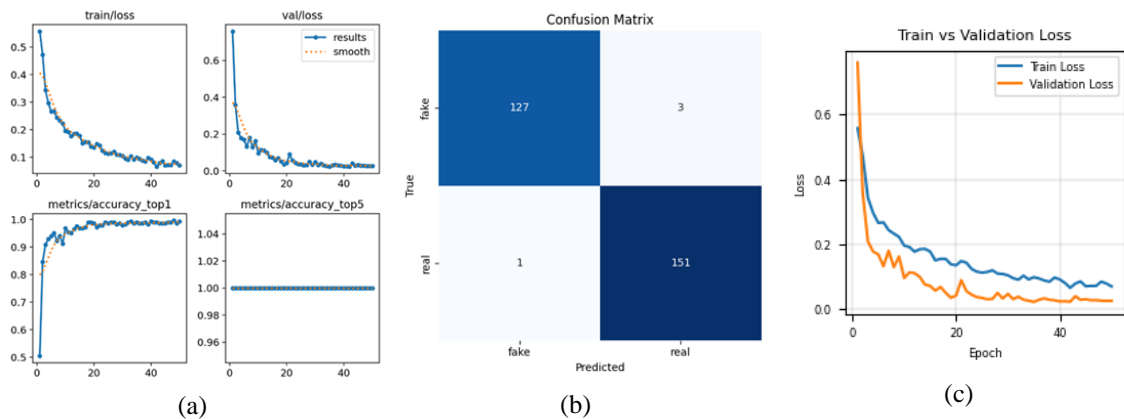 train/loss
val/loss
results
smooth
0.5
0.4
0.3
0.2
0.1
0
20
40
0.6
0.4
0.2
0.0
0
20
40
metrics/accuracy_top1
metrics/accuracy_top5
1.0
0.9
0.8
0.7
0.6
0.5
0
20
40
1.04
1.02
1.00
0.98
0.96
0
20
40
(a)
Confusion Matrix
127
3
1
151
fake
real
True
fake
real
Predicted
(b)
Train vs Validation Loss
Train Loss
Validation Loss
0.6
0.4
0.2
0.0
Loss
0
20
40
Epoch
(c)